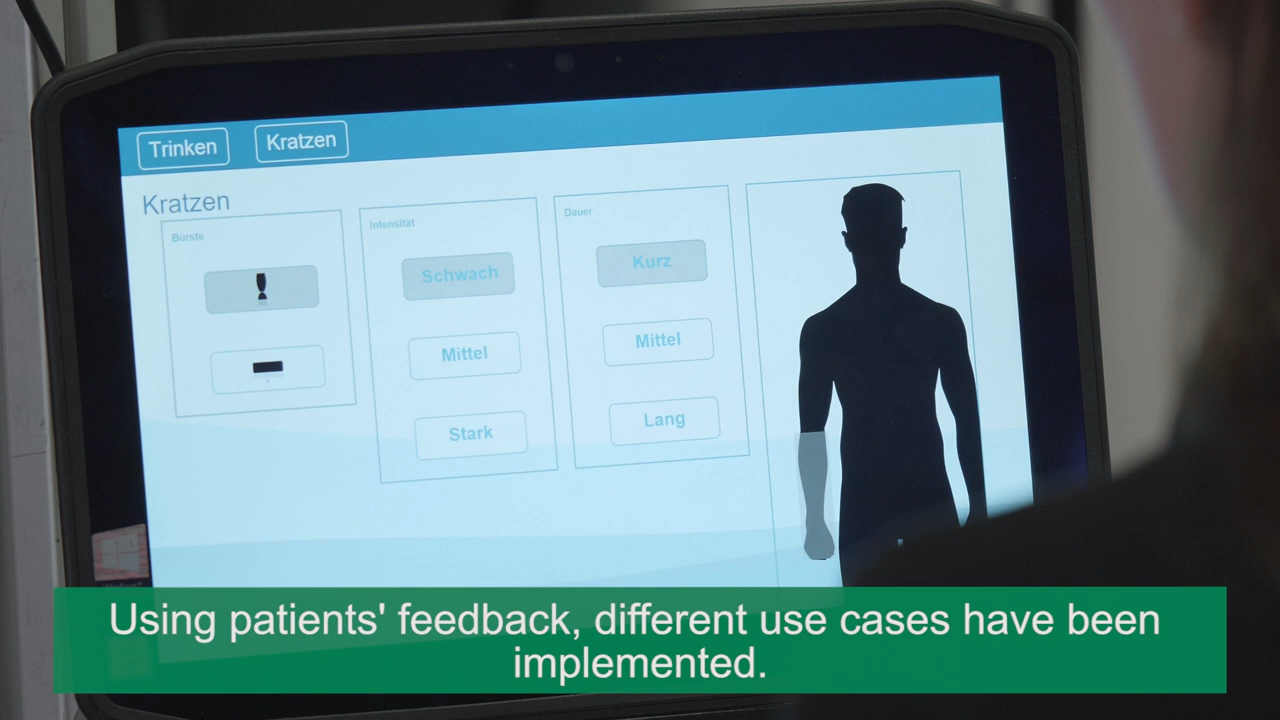 Trinken
Kratzen
Kratzen
Bürste
Intensität
Dauer
Schwach
Kurz
Mittel
Mittel
Stark
Lang
Using patients' feedback, different use cases have been
implemented.